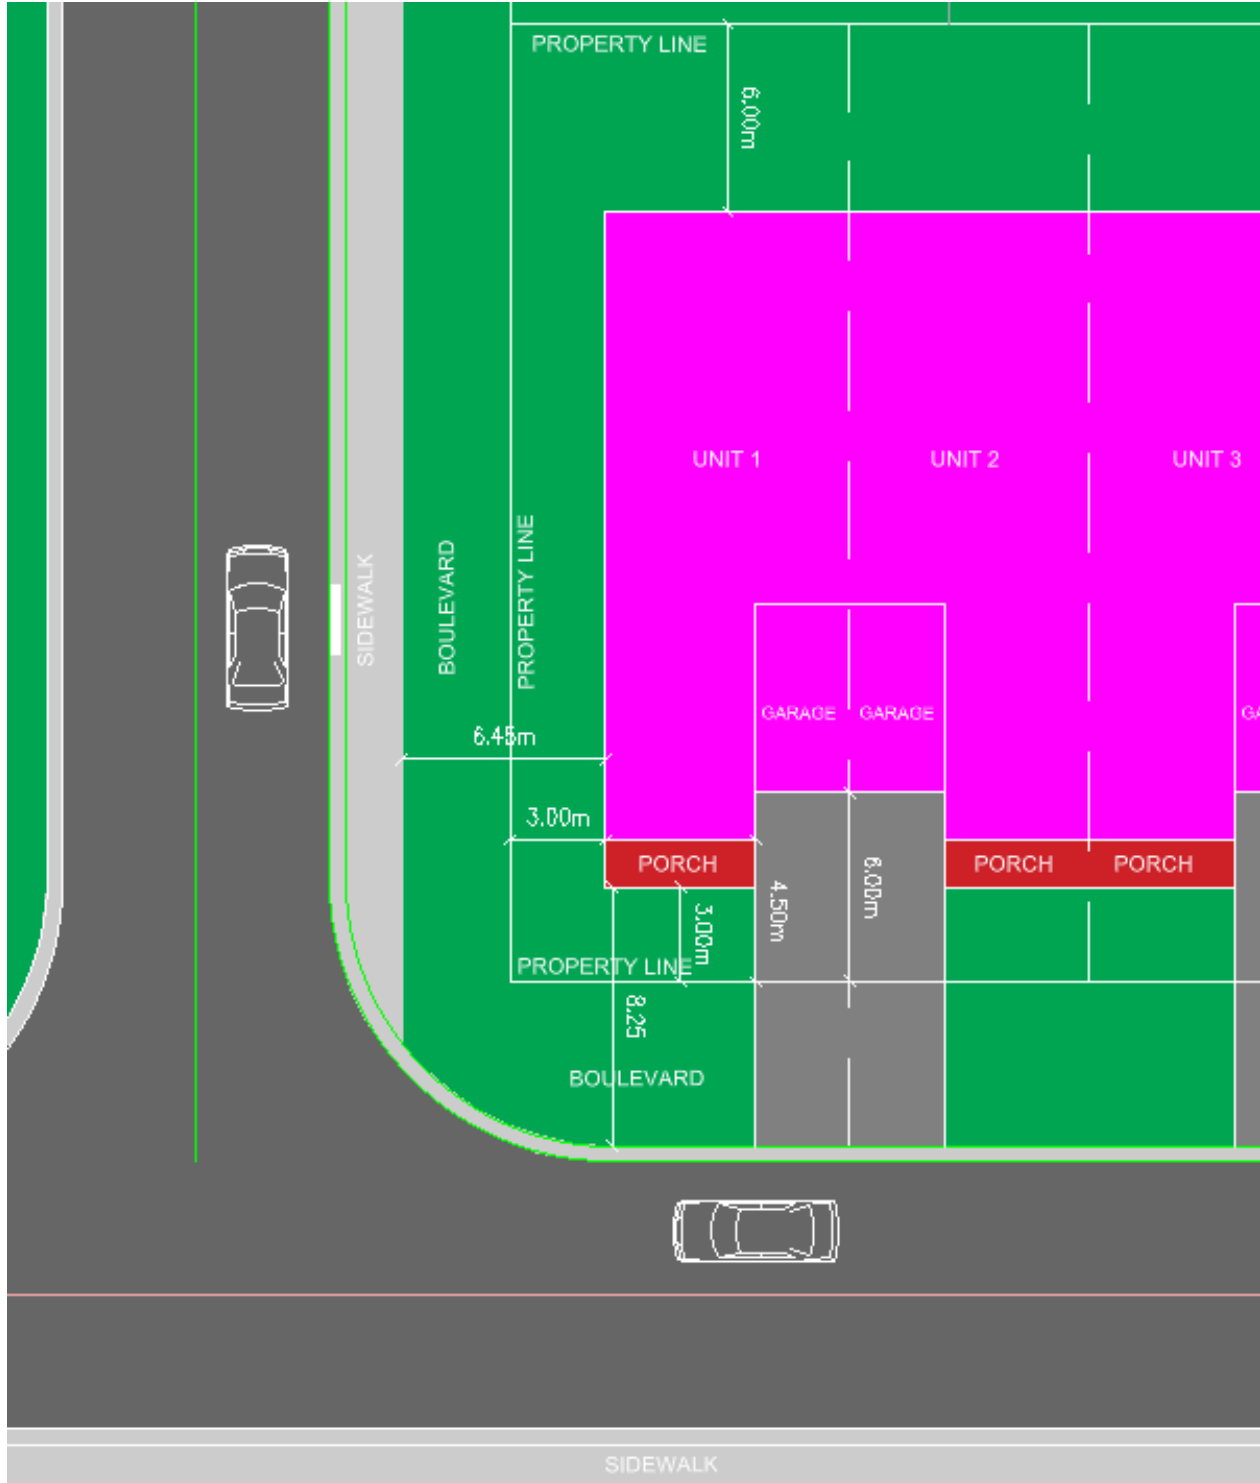 PROPERTY LINE
6.00m
UNIT 1
UNIT 2
UNIT 3
SIDEWALK
BOULEVARD
PROPERTY LINE
GARAGE
GARAGE
GA
6.45m
3.00m
PORCH
PORCH
PORCH
4.50m
6.00m
3.00m
PROPERTY LINE
8.25
BOULEVARD
SIDEWALK